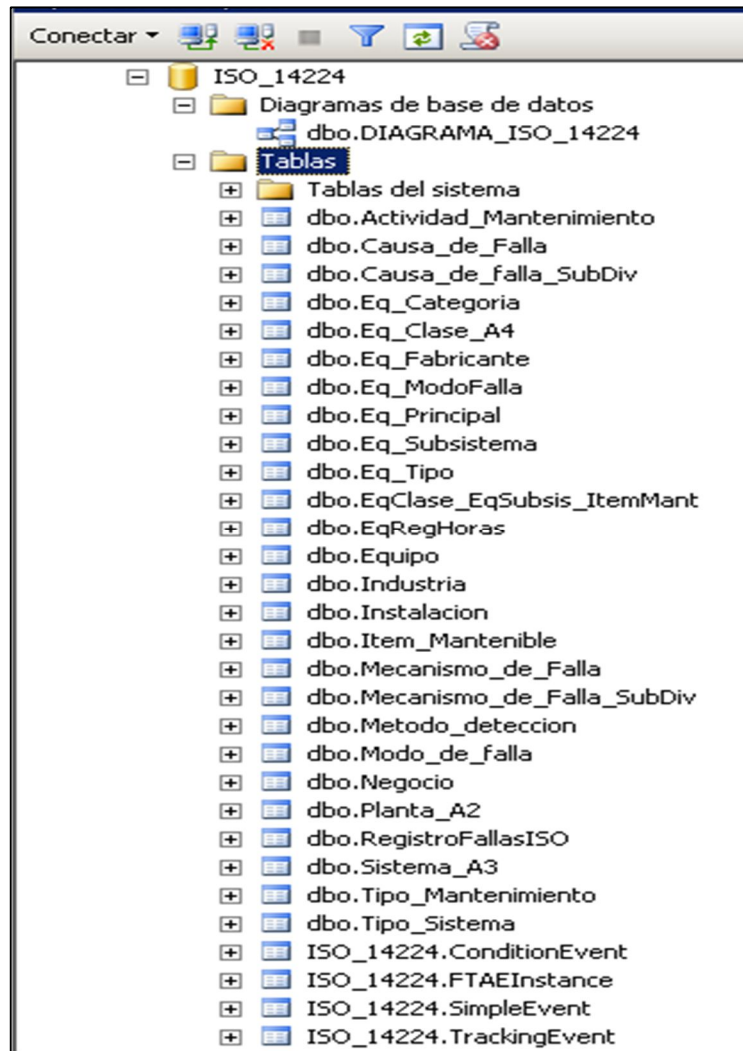 Conectar
ISO_14224
Diagramas de base de datos
dbo.DIAGRAMA_ISO_14224
Tablas
Tablas del sistema
dbo.Actividad_Mantenimiento
dbo.Causa_de_Falla
dbo.Causa_de_falla_SubDiv
dbo.Eq_Categoria
dbo.Eq_Clase_A4
dbo.Eq_Fabricante
dbo.Eq_ModoFalla
dbo.Eq_Principal
dbo.Eq_Subsistema
dbo.Eq_Tipo
dbo.EqClase_EqSubsis_ItemMant
dbo.EqRegHoras
dbo.Equipo
dbo.Industria
dbo.Instalacion
dbo.Item_Mantenible
dbo.Mecanismo_de_Falla
dbo.Mecanismo_de_Falla_SubDiv
dbo.Metodo_deteccion
dbo.Modo_de_falla
dbo.Negocio
dbo.Planta_A2
dbo.RegistroFallasISO
dbo.Sistema_A3
dbo.Tipo_Mantenimiento
dbo.Tipo_Sistema
ISO_14224.ConditionEvent
ISO_14224.FTAEInstance
ISO_14224.SimpleEvent
ISO_14224.TrackingEvent